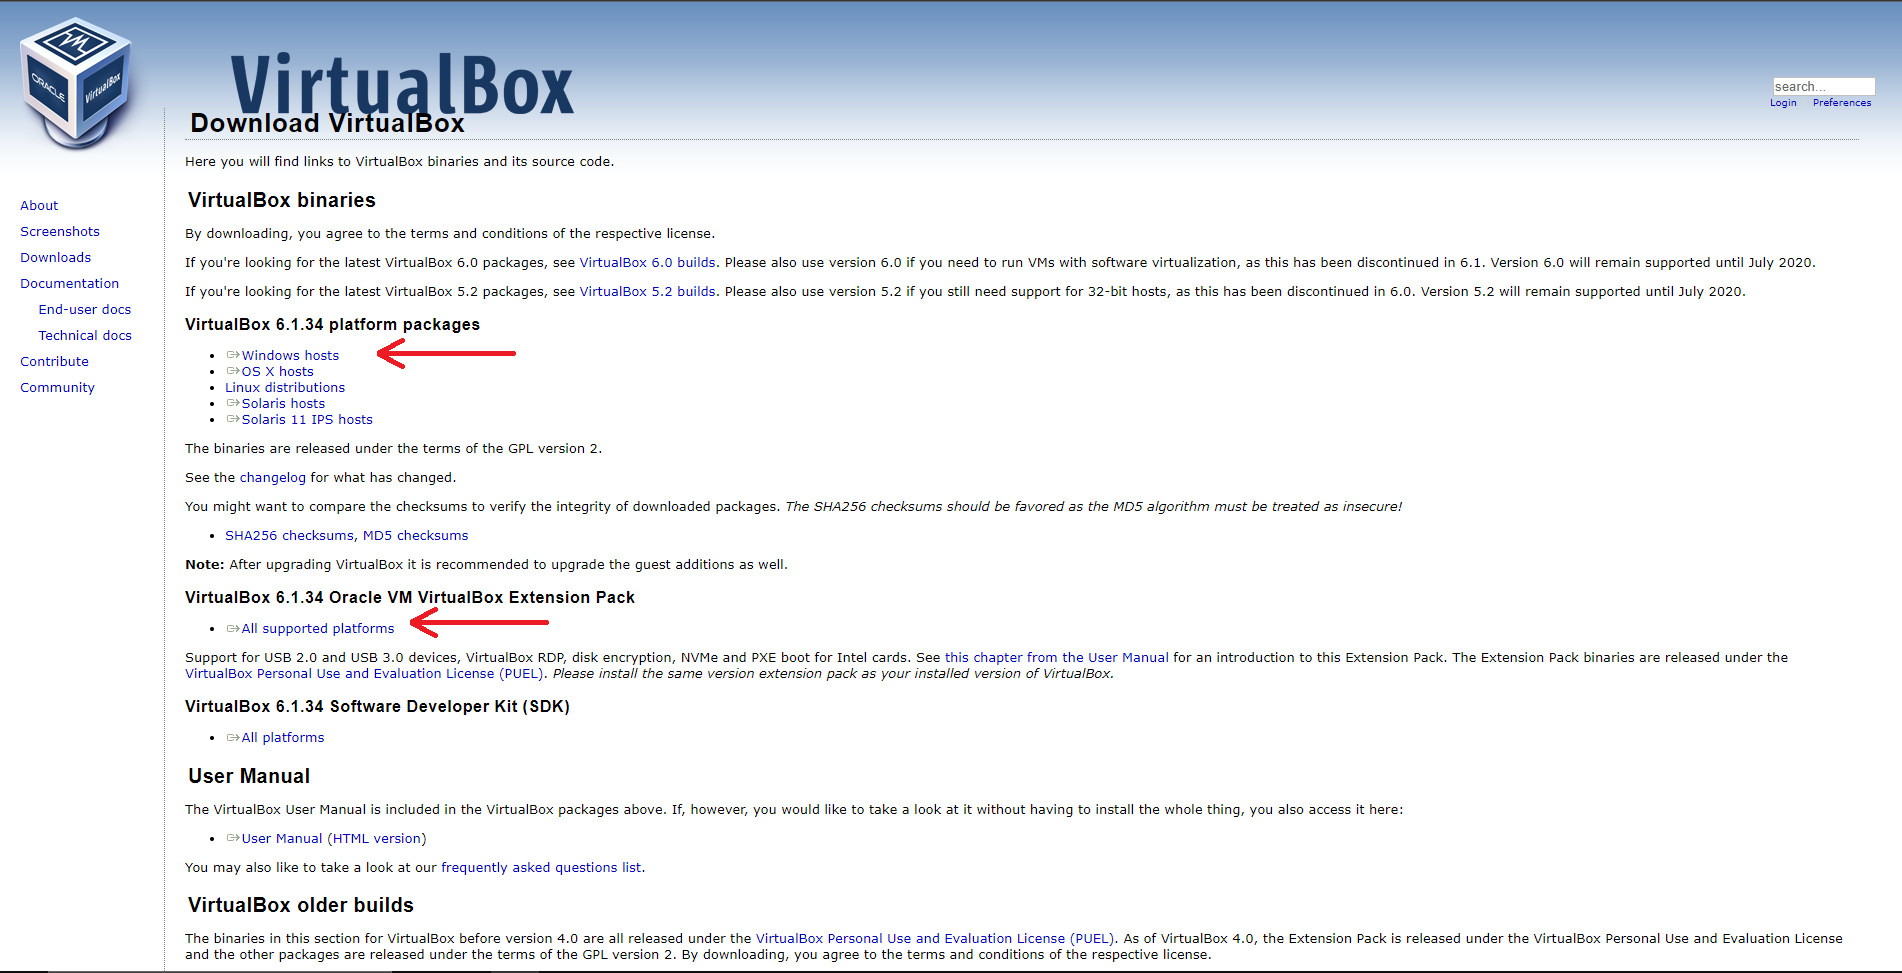 ORACLE
VirtualBox
VirtualBox
search...
Login Preferences
Download VirtualBox
Here you will find links to VirtualBox binaries and its source code.
About
Screenshots
Downloads
Documentation
End-user docs
Technical docs
Contribute
Community
VirtualBox binaries
By downloading, you agree to the terms and conditions of the respective license.
If you're looking for the latest VirtualBox 6.0 packages, see VirtualBox 6.0 builds. Please also use version 6.0 if you need to run VMs with software virtualization, as this has been discontinued in 6.1. Version 6.0 will remain supported until July 2020.
If you're looking for the latest VirtualBox 5.2 packages, see VirtualBox 5.2 builds. Please also use version 5.2 if you still need support for 32-bit hosts, as this has been discontinued in 6.0. Version 5.2 will remain supported until July 2020.
VirtualBox 6.1.34 platform packages
Windows hosts
OS X hosts
Linux distributions
Solaris hosts
Solaris 11 IPS hosts
The binaries are released under the terms of the GPL version 2.
See the changelog for what has changed.
You might want to compare the checksums to verify the integrity of downloaded packages. The SHA256 checksums should be favored as the MD5 algorithm must be treated as insecure!
SHA256 checksums, MD5 checksums
Note: After upgrading VirtualBox it is recommended to upgrade the guest additions as well.
VirtualBox 6.1.34 Oracle VM VirtualBox Extension Pack
All supported platforms
Support for USB 2.0 and USB 3.0 devices, VirtualBox RDP, disk encryption, NVMe and PXE boot for Intel cards. See this chapter from the User Manual for an introduction to this Extension Pack. The Extension Pack binaries are released under the
VirtualBox Personal Use and Evaluation License (PUEL). Please install the same version extension pack as your installed version of VirtualBox.
VirtualBox 6.1.34 Software Developer Kit (SDK)
All platforms
User Manual
The VirtualBox User Manual is included in the VirtualBox packages above. If, however, you would like to take a look at it without having to install the whole thing, you also access it here:
User Manual (HTML version)
You may also like to take a look at our frequently asked questions list.
VirtualBox older builds
The binaries in this section for VirtualBox before version 4.0 are all released under the VirtualBox Personal Use and Evaluation License (PUEL). As of VirtualBox 4.0, the Extension Pack is released under the VirtualBox Personal Use and Evaluation License
and the other packages are released under the terms of the GPL version 2. By downloading, you agree to the terms and conditions of the respective license.